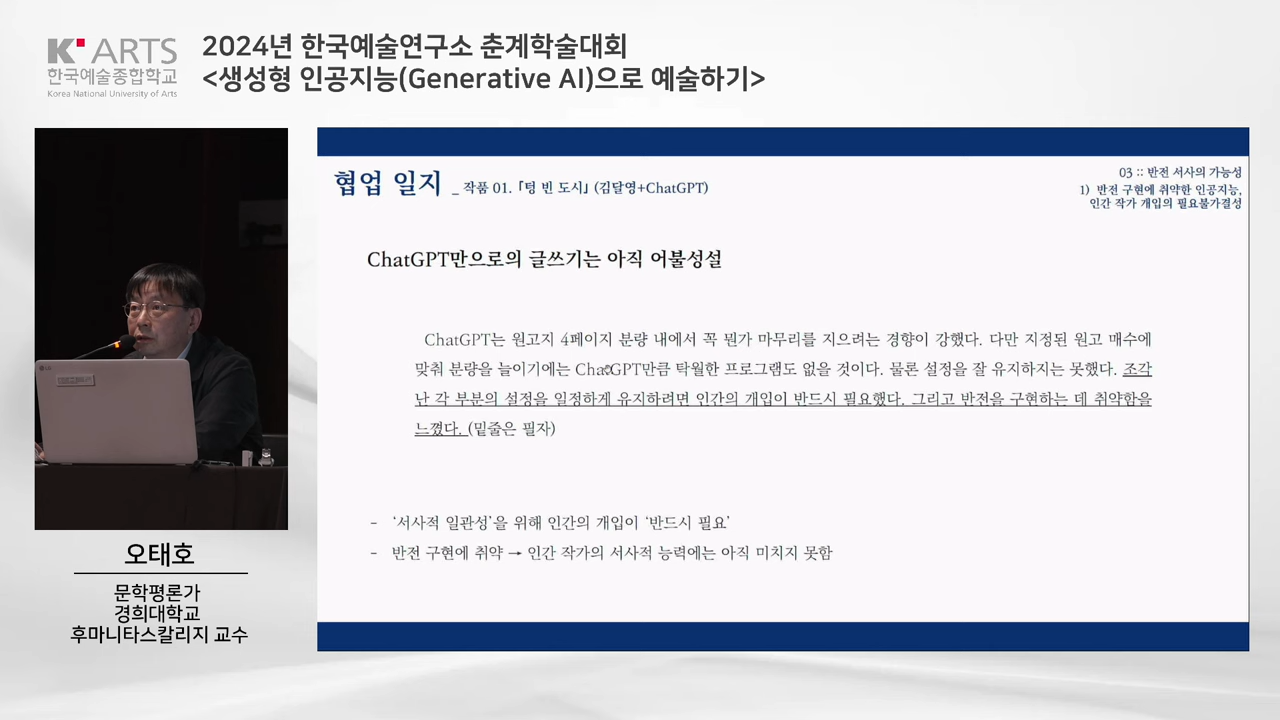 K ARTS
한국예술종합학교
Korea National University of Arts
2024년 한국예술연구소 춘계학술대회
<생성형 인공지능(Generative AI)으로 예술하기>
협업 일지 _ 작품 01. 「텅 빈 도시」 (김달영+ChatGPT)
03 :: 반전 서사의 가능성
1) 반전 구현에 취약한 인공지능,
인간 작가 개입의 필요불가결성
ChatGPT만으로의 글쓰기는 아직 어불성설
ChatGPT는 원고지 4페이지 분량 내에서 꼭 뭔가 마무리를 지으려는 경향이 강했다. 다만 지정된 원고 매수에
맞춰 분량을 늘이기에는 ChatGPT만큼 탁월한 프로그램도 없을 것이다. 물론 설정을 잘 유지하지는 못했다. 조각
난 각 부분의 설정을 일정하게 유지하려면 인간의 개입이 반드시 필요했다. 그리고 반전을 구현하는 데 취약함을
느꼈다. (밑줄은 필자)
- '서사적 일관성'을 위해 인간의 개입이 '반드시 필요'
- 반전 구현에 취약 → 인간 작가의 서사적 능력에는 아직 미치지 못함
LG
오태호
문학평론가
경희대학교
후마니타스칼리지 교수